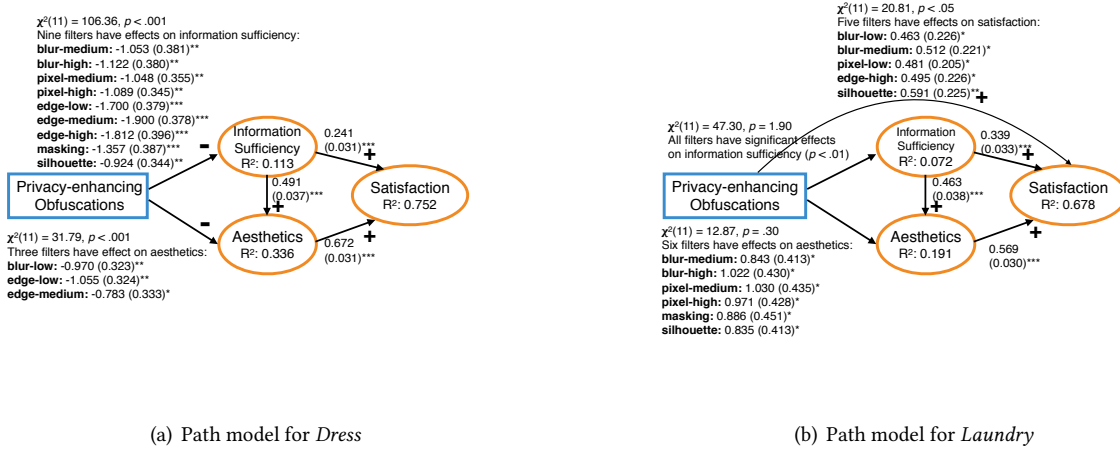 χ²(11) = 106.36, p < .001
Nine filters have effects on information sufficiency:
blur-medium: -1.053 (0.381)**
blur-high: -1.122 (0.380)**
pixel-medium: -1.048 (0.355)**
pixel-high: -1.089 (0.345)**
edge-low: -1.700 (0.379)***
edge-medium: -1.900 (0.378)***
edge-high: -1.812 (0.396)***
masking: -1.357 (0.387)***
silhouette: -0.924 (0.344)**
-
Information
Sufficiency
R²: 0.113
0.241
(0.031)***
+
Privacy-enhancing
Obfuscations
0.491
(0.037)***
+
Satisfaction
R²: 0.752
-
Aesthetics
R²: 0.336
+
0.672
(0.031)***
χ²(11) = 31.79, p < .001
Three filters have effect on aesthetics:
blur-low: -0.970 (0.323)**
edge-low: -1.055 (0.324)**
edge-medium: -0.783 (0.333)*
(a) Path model for Dress
χ²(11) = 20.81, p < .05
Five filters have effects on satisfaction:
blur-low: 0.463 (0.226)*
blur-medium: 0.512 (0.221)*
pixel-low: 0.481 (0.205)*
edge-high: 0.495 (0.226)*
silhouette: 0.591 (0.225)**
+
χ²(11) = 47.30, p = 1.90
All filters have significant effects
on information sufficiency (p < .01)
Information
Sufficiency
R²: 0.072
0.339
(0.033)***
+
Privacy-enhancing
Obfuscations
0.463
(0.038)***
+
Satisfaction
R²: 0.678
Aesthetics
R²: 0.191
+
0.569
(0.030)***
χ²(11) = 12.87, p = .30
Six filters have effects on aesthetics:
blur-medium: 0.843 (0.413)*
blur-high: 1.022 (0.430)*
pixel-medium: 1.030 (0.435)*
pixel-high: 0.971 (0.428)*
masking: 0.886 (0.451)*
silhouette: 0.835 (0.413)*
(b) Path model for Laundry